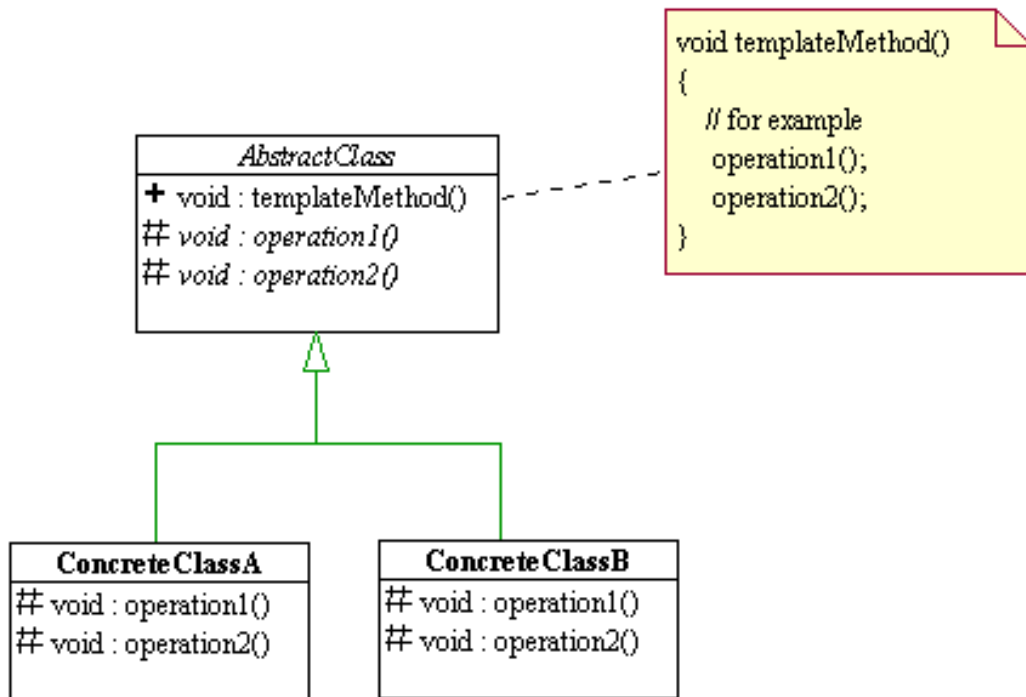 void templateMethod()
{
// for example
operation1();
operation2();
}
AbstractClass
+ void : templateMethod()
# void : operation1()
# void : operation2()
ConcreteClassA
# void : operation1()
# void : operation2()
ConcreteClassB
# void : operation1()
# void : operation2()